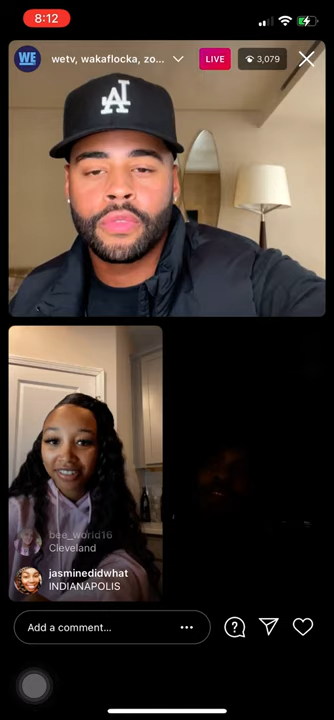 8:12
WE
wetv, wakaflocka, zo...
LIVE
3,079
LA
bee_world16
Cleveland
jasminedidwhat
INDIANAPOLIS
Add a comment...